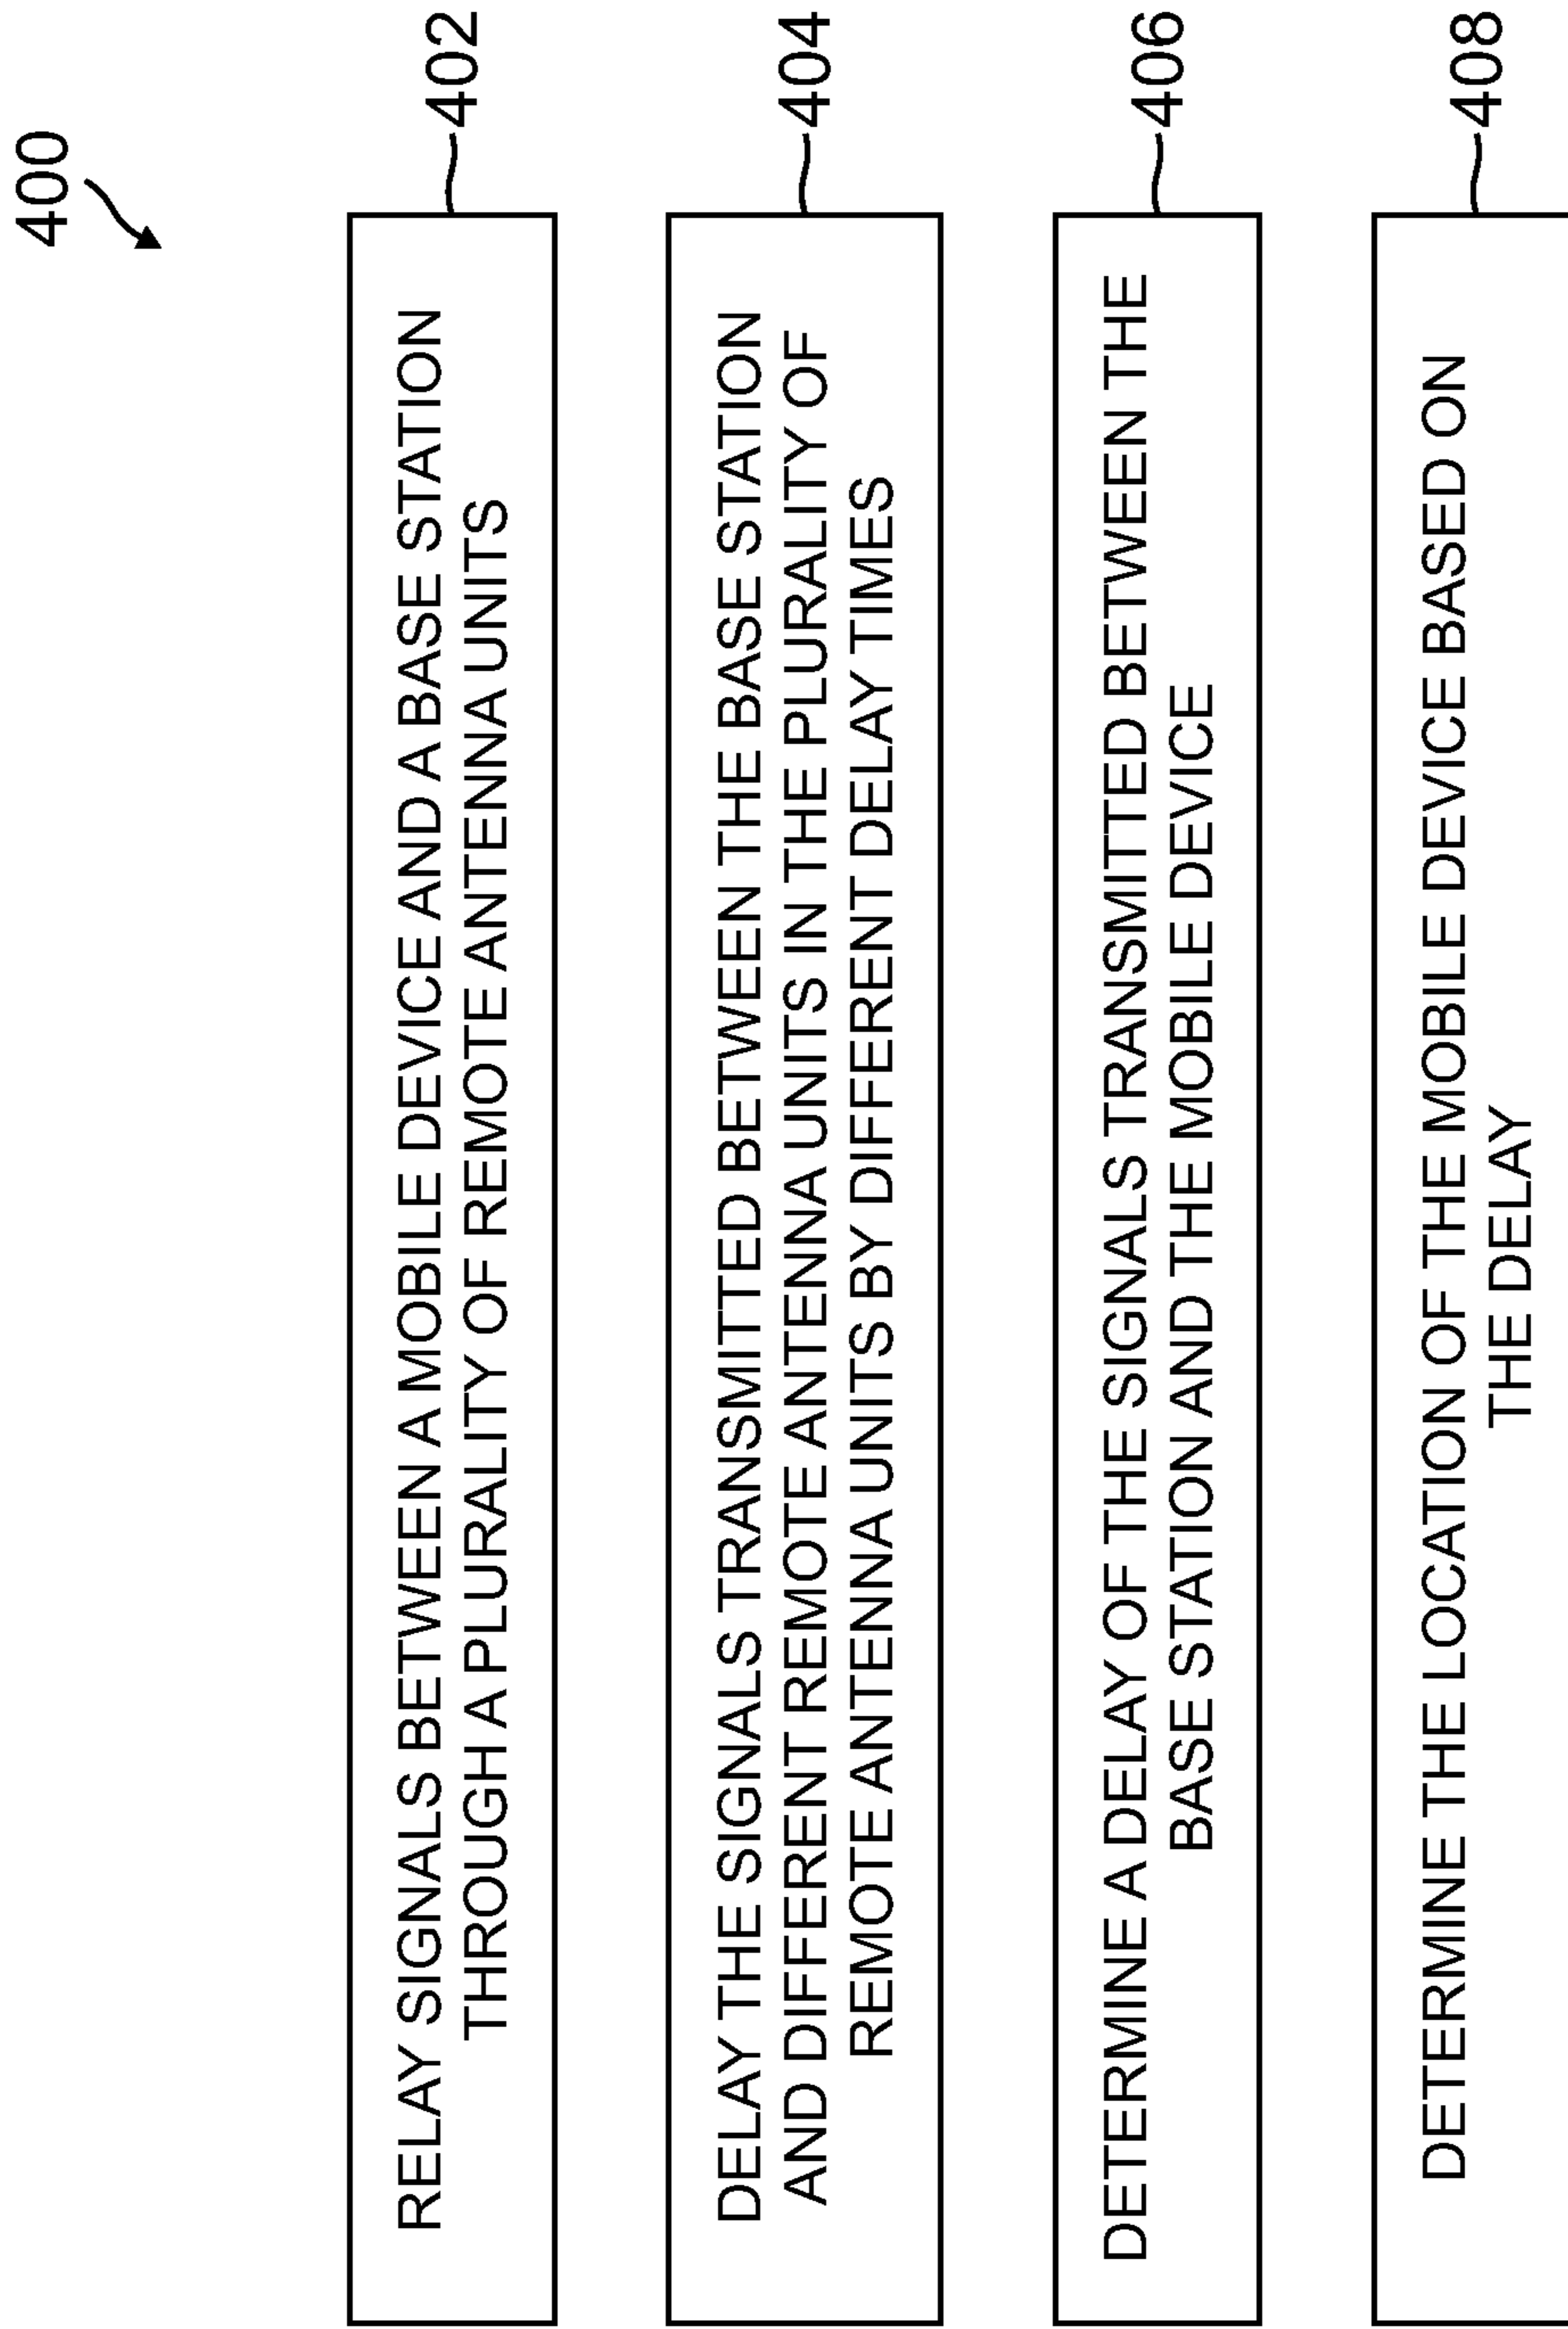 400
RELAY SIGNALS BETWEEN A MOBILE DEVICE AND A BASE STATION
THROUGH A PLURALITY OF REMOTE ANTENNA UNITS
402
DELAY THE SIGNALS TRANSMITTED BETWEEN THE BASE STATION
AND DIFFERENT REMOTE ANTENNA UNITS IN THE PLURALITY OF
REMOTE ANTENNA UNITS BY DIFFERENT DELAY TIMES
404
DETERMINE A DELAY OF THE SIGNALS TRANSMITTED BETWEEN THE
BASE STATION AND THE MOBILE DEVICE
406
DETERMINE THE LOCATION OF THE MOBILE DEVICE BASED ON
THE DELAY
408